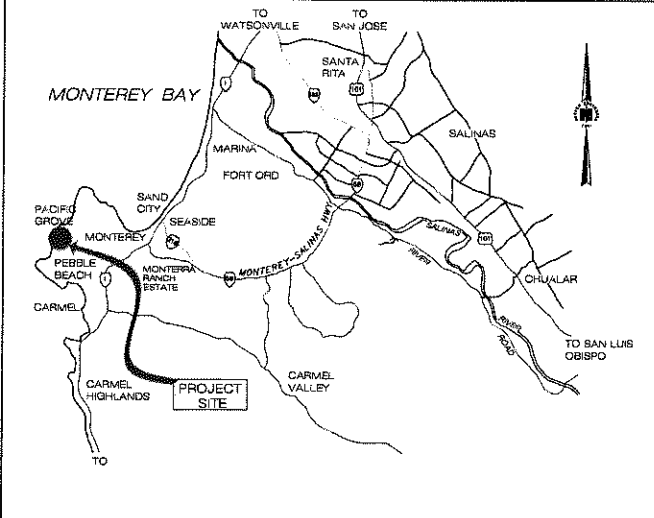 TO
WATSONVILLE
TO
SAN JOSE
SANTA
RITA
1
101
183
MONTEREY BAY
SALINAS
MARINA
FORT ORD
68
PACIFIC
GROVE
SAND
CITY
SEASIDE
MONTEREY
218
MONTEREY-SALINAS HWY
SALINAS
RIVER
101
PEBBLE
BEACH
MONTERRA
RANCH
ESTATE
1
68
CHUALAR
CARMEL
RIVER
ROAD
TO SAN LUIS
OBISPO
CARMEL
HIGHLANDS
PROJECT
SITE
CARMEL
VALLEY
TO